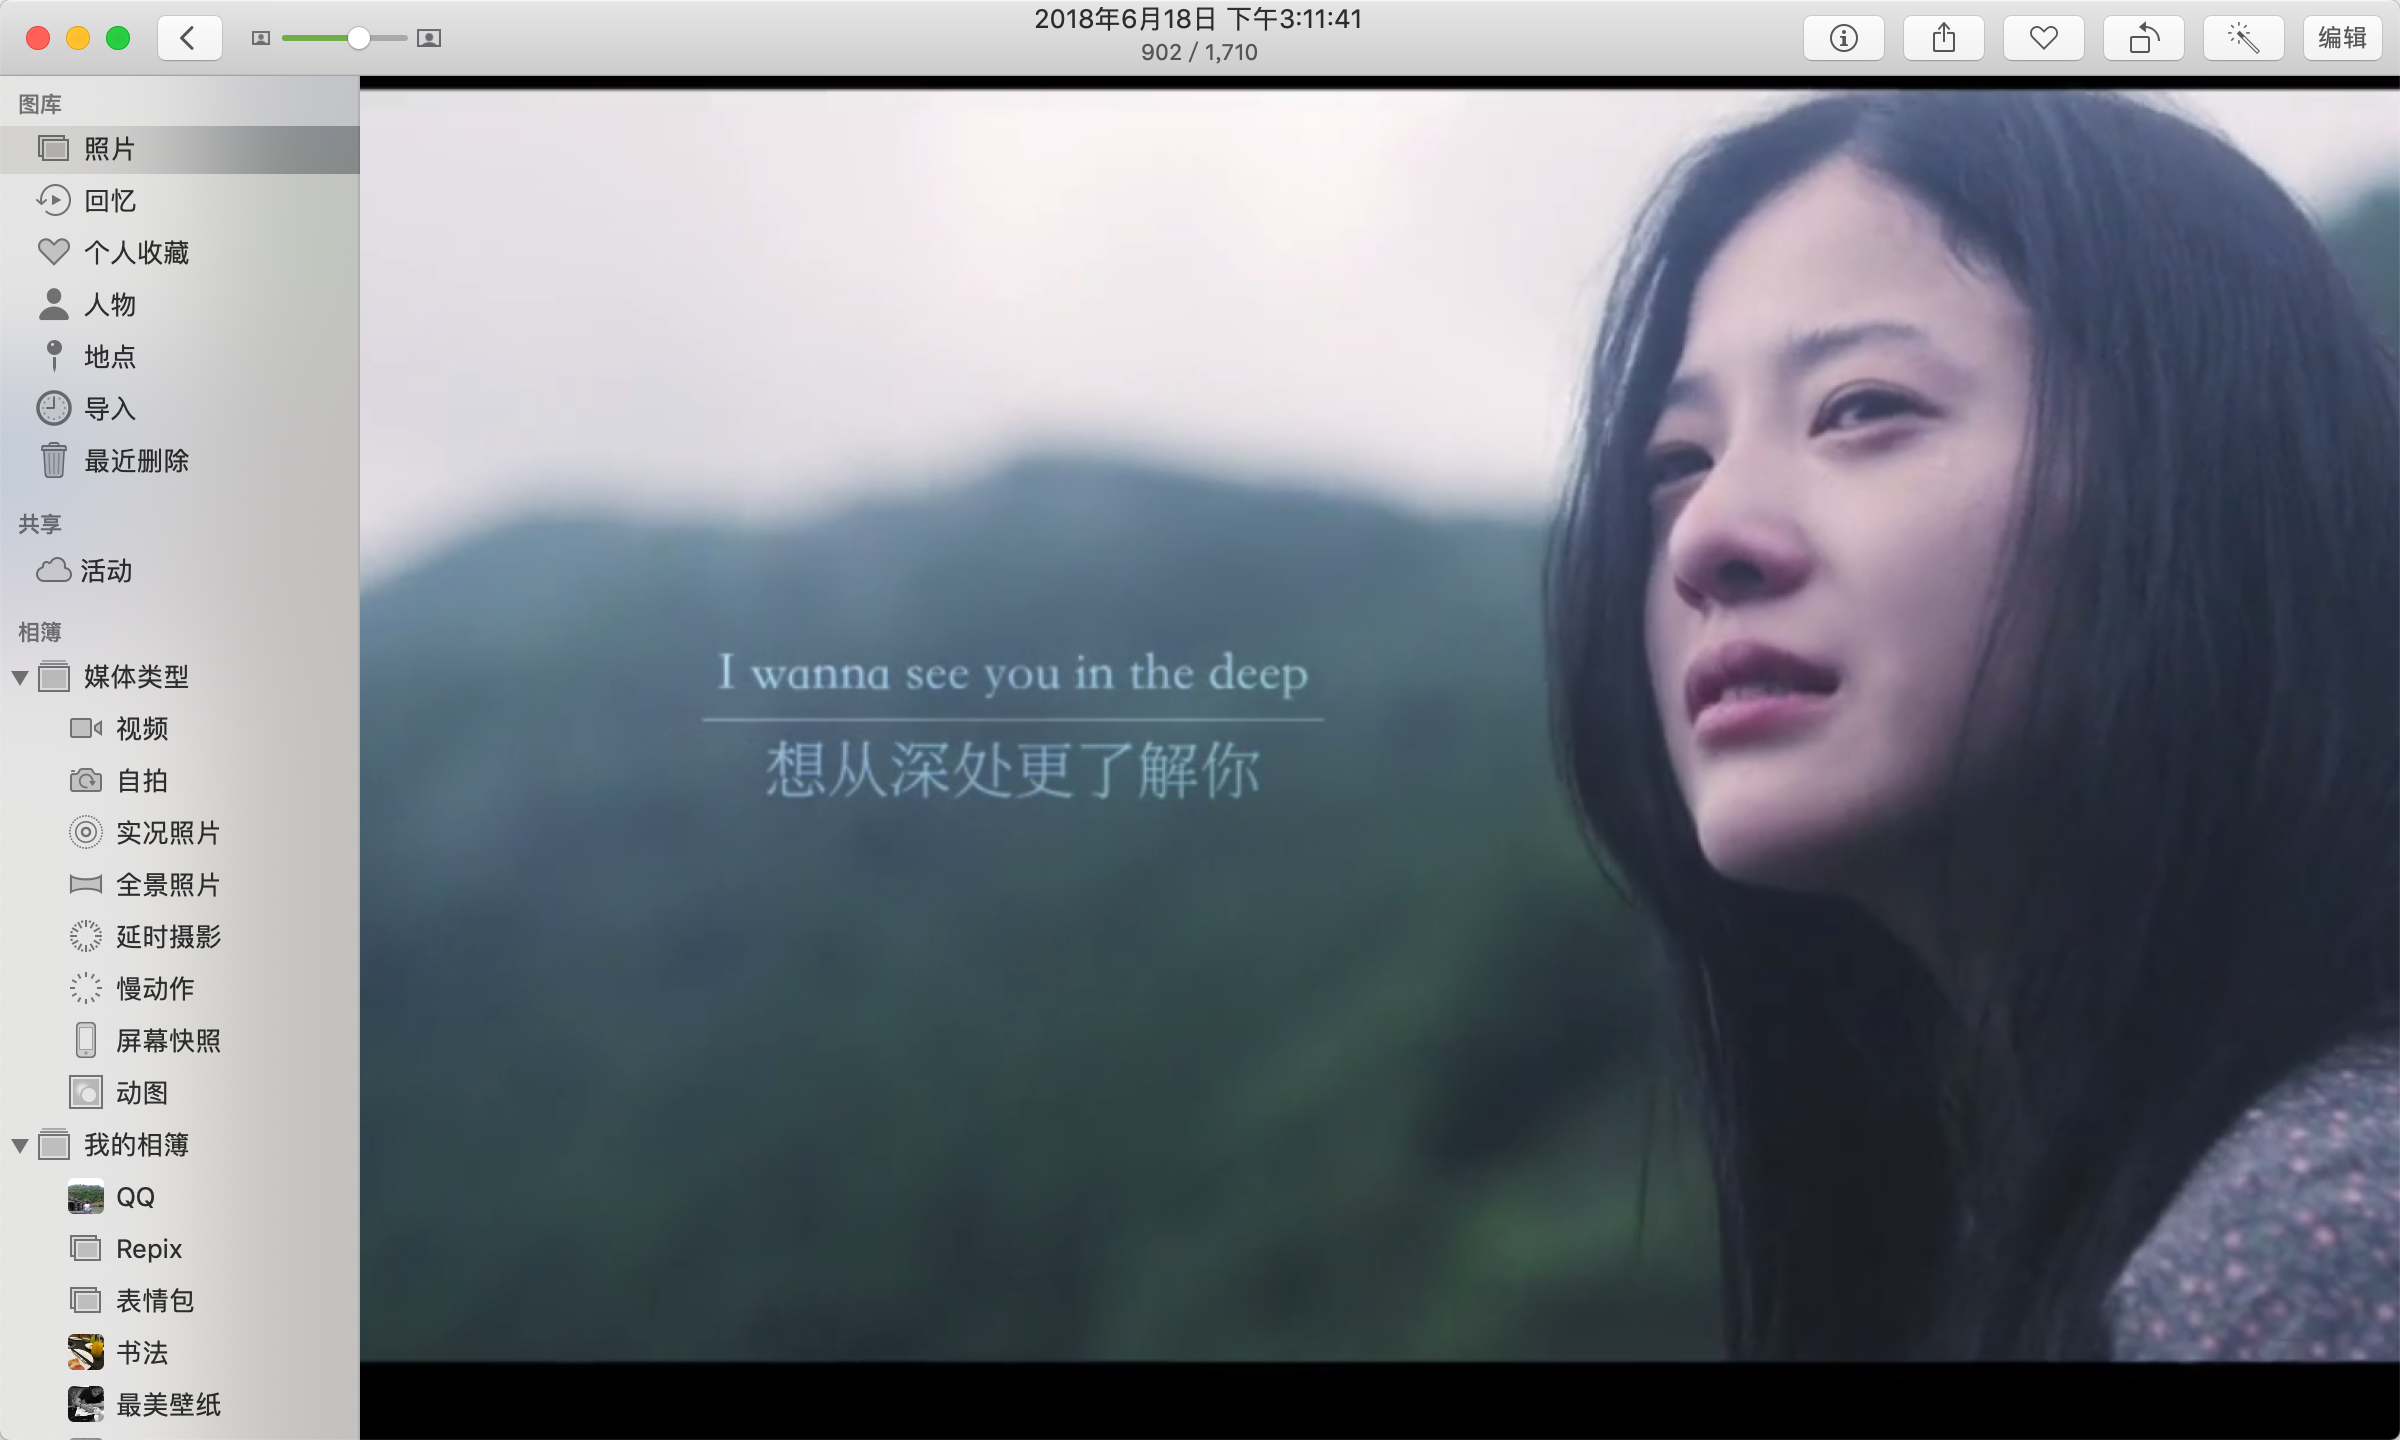 2018年6月18日 下午3:11:41
902 / 1,710
编辑
图库
照片
回忆
个人收藏
人物
地点
导入
最近删除
共享
活动
相簿
媒体类型
视频
自拍
实况照片
全景照片
延时摄影
慢动作
屏幕快照
动图
我的相簿
QQ
Repix
表情包
书法
最美壁纸
I wanna see you in the deep
想从深处更了解你